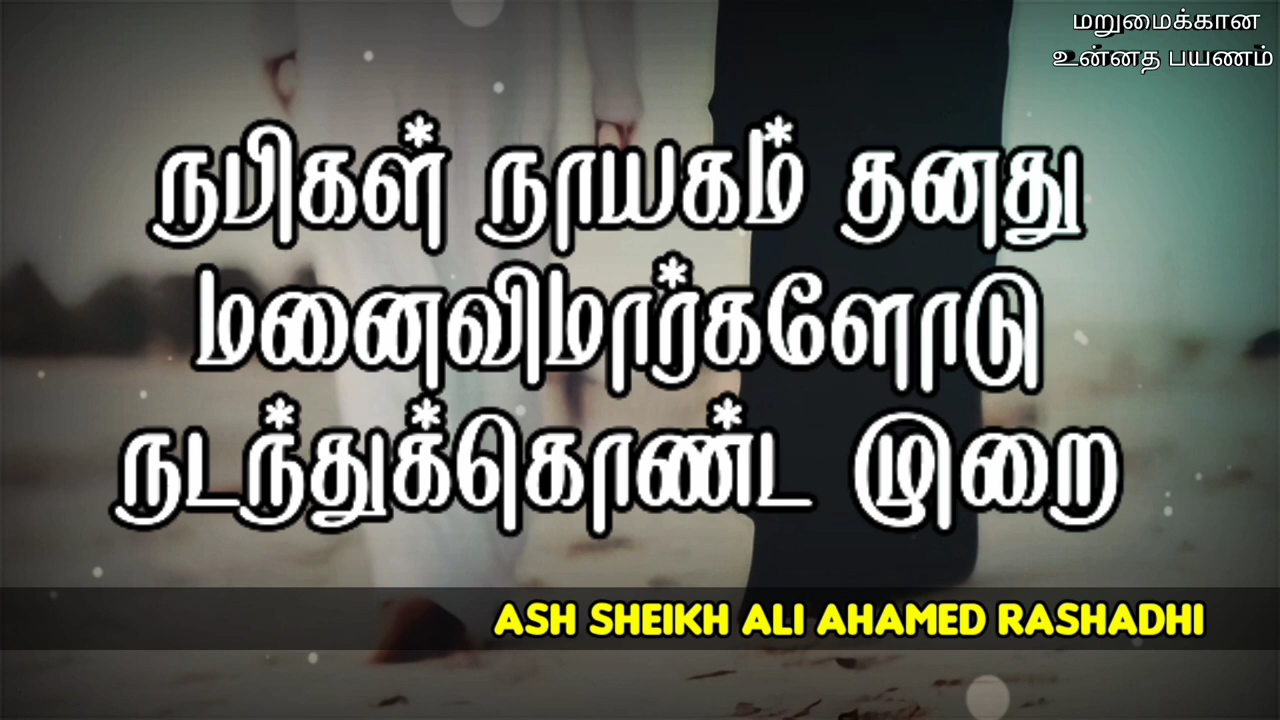 மறுமைக்கான
உன்னத பயணம்
நபிகள் நாயகம் தனது
மனைவிமார்களோடு
நடந்துக்கொண்ட முறை
ASH SHEIKH ALI AHAMED RASHADHI